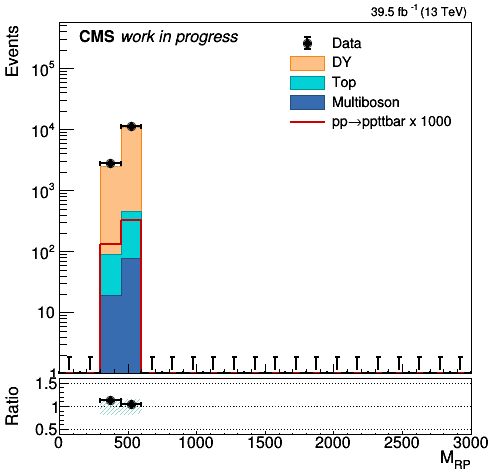 39.5 fb⁻¹ (13 TeV)
CMS work in progress
Events
Data
DY
Top
Multiboson
pp→ppttbar x 1000
10⁵
10⁴
10³
10²
10
1
Ratio
1.5
1
0.5
0 500 1000 1500 2000 2500 3000
M_RP